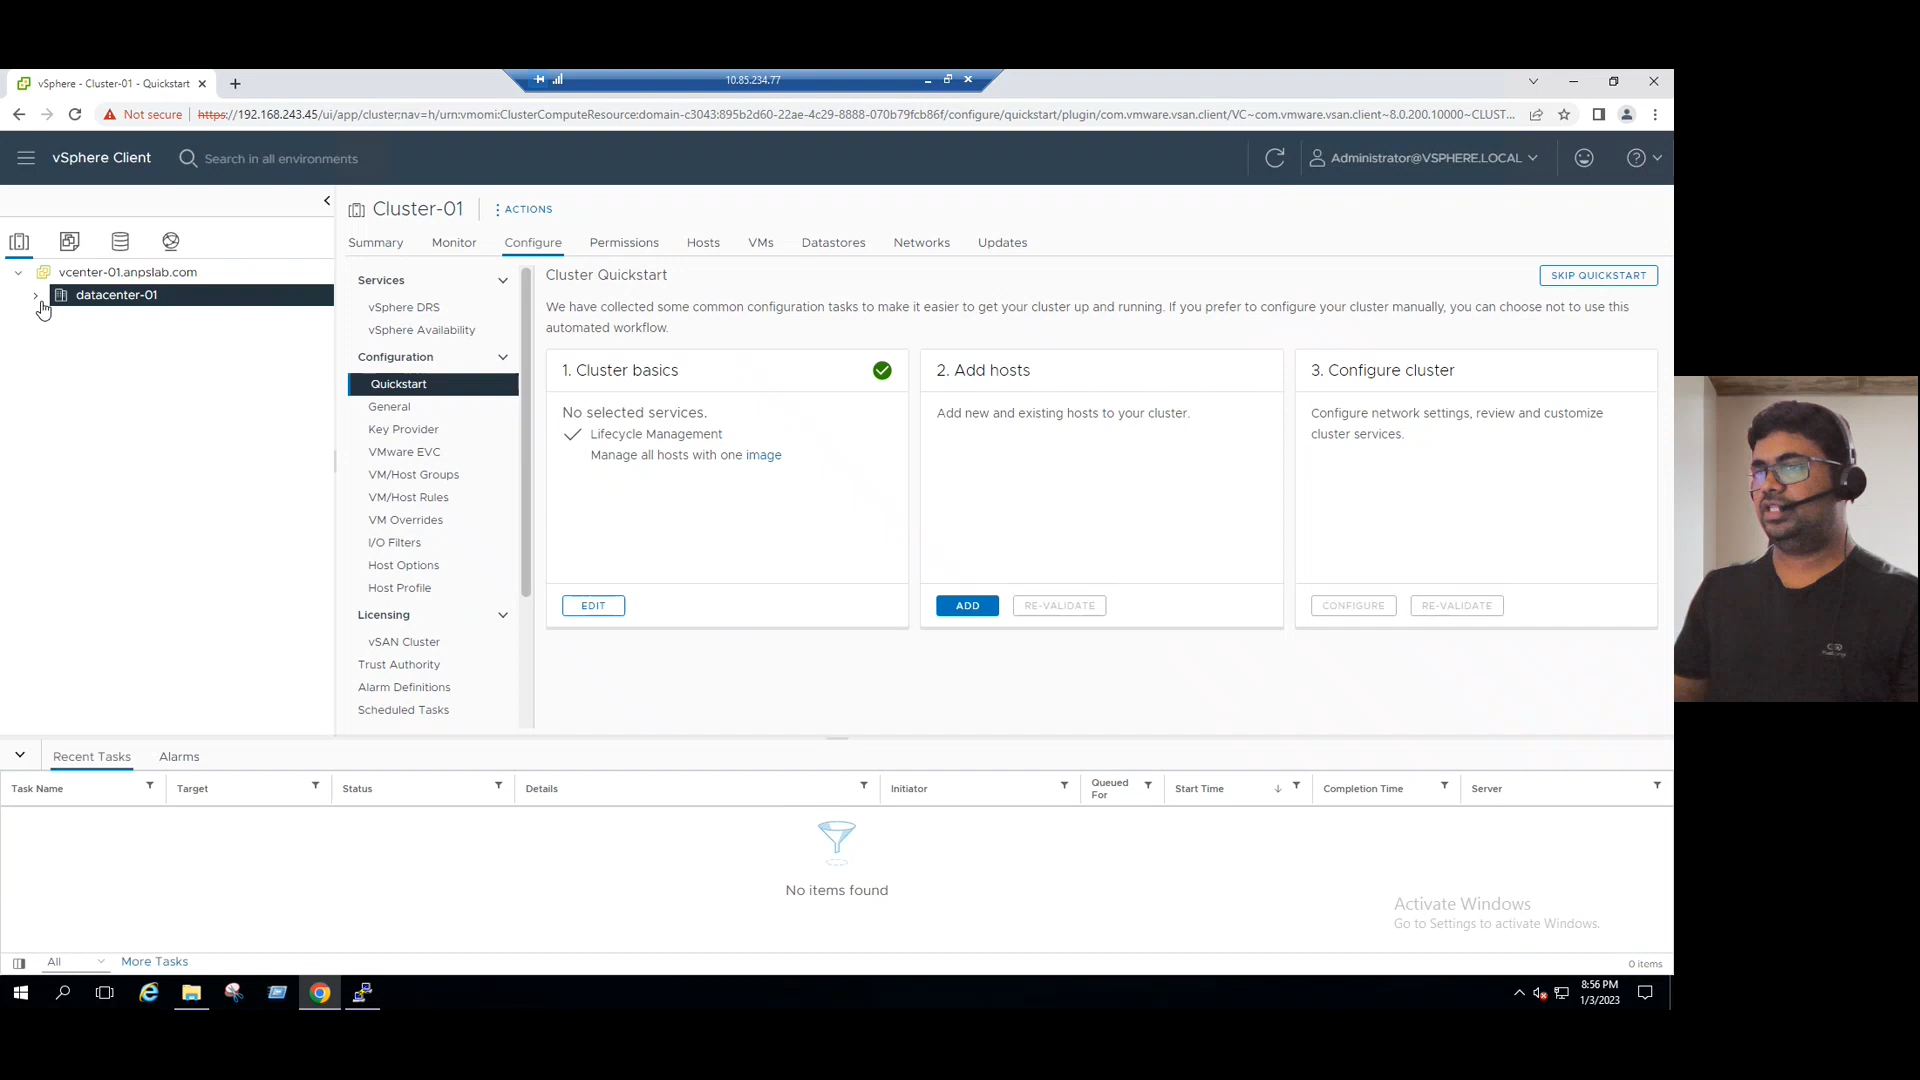 vSphere - Cluster-01 - Quickstart
10.85.234.77
Not secure
https://192.168.243.45/ui/app/cluster;nav=h/urn:vmomi:ClusterComputeResource:domain-c3043:895b2d60-22ae-4c29-8888-070b79fcb86f/configure/quickstart/plugin/com.vmware.vsan.client/VC~com.vmware.vsan.client~8.0.200.10000~CLUST...
vSphere Client
Search in all environments
Administrator@VSPHERE.LOCAL
vcenter-01.anpslab.com
datacenter-01
Cluster-01
ACTIONS
Summary Monitor Configure Permissions Hosts VMs Datastores Networks Updates
Services
vSphere DRS
vSphere Availability
Configuration
Quickstart
General
Key Provider
VMware EVC
VM/Host Groups
VM/Host Rules
VM Overrides
I/O Filters
Host Options
Host Profile
Licensing
vSAN Cluster
Trust Authority
Alarm Definitions
Scheduled Tasks
Cluster Quickstart
SKIP QUICKSTART
We have collected some common configuration tasks to make it easier to get your cluster up and running. If you prefer to configure your cluster manually, you can choose not to use this
automated workflow.
1. Cluster basics
No selected services.
Lifecycle Management
Manage all hosts with one image
EDIT
2. Add hosts
Add new and existing hosts to your cluster.
ADD
RE-VALIDATE
3. Configure cluster
Configure network settings, review and customize
cluster services.
CONFIGURE
RE-VALIDATE
Recent Tasks Alarms
Task Name Target Status Details Initiator Queued For Start Time Completion Time Server
No items found
Activate Windows
Go to Settings to activate Windows.
All
More Tasks
0 items
8:56 PM
1/3/2023